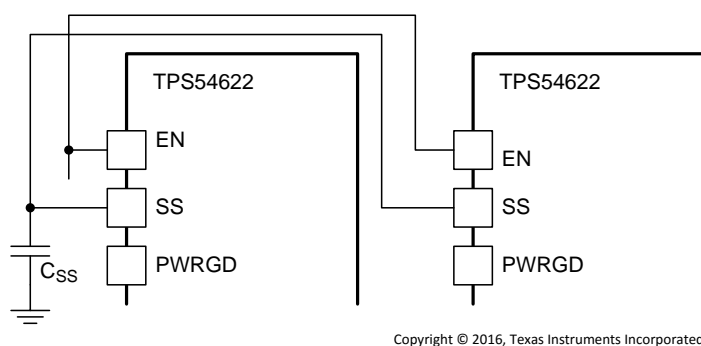 TPS54622
EN
SS
PWRGD
CSS
TPS54622
EN
SS
PWRGD
Copyright © 2016, Texas Instruments Incorporated